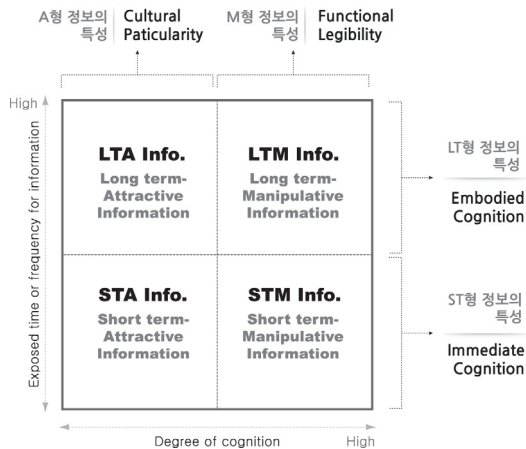 A형 정보의
특성
Cultural
Paticularity
M형 정보의
특성
Functional
Legibility
High
Exposed time or frequency for information
LTA Info.
Long term-
Attractive
Information
LTM Info.
Long term-
Manipulative
Information
LT형 정보의
특성
Embodied
Cognition
STA Info.
Short term-
Attractive
Information
STM Info.
Short term-
Manipulative
Information
ST형 정보의
특성
Immediate
Cognition
Degree of cognition
High